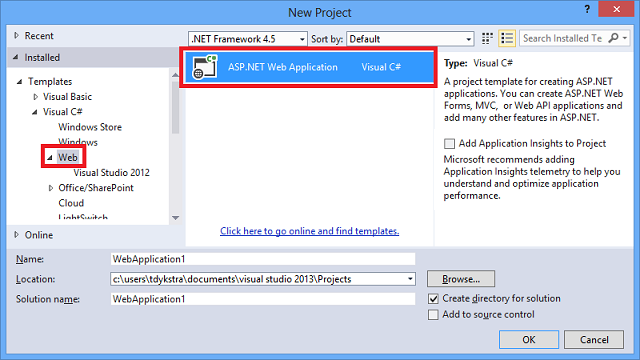 New Project
Recent
.NET Framework 4.5
Sort by: Default
Search Installed Te
Installed
Templates
Visual Basic
Visual C#
Windows Store
Windows
Web
Visual Studio 2012
Office/SharePoint
Cloud
LightSwitch
Online
ASP.NET Web Application Visual C#
Click here to go online and find templates.
Type: Visual C#
A project template for creating ASP.NET
applications. You can create ASP.NET Web
Forms, MVC, or Web API applications and
add many other features in ASP.NET.
Add Application Insights to Project
Microsoft recommends adding
Application Insights telemetry to help you
understand and optimize application
performance.
Name: WebApplication1
Location: c:\users\tdykstra\documents\visual studio 2013\Projects
Browse...
Solution name: WebApplication1
Create directory for solution
Add to source control
OK
Cancel